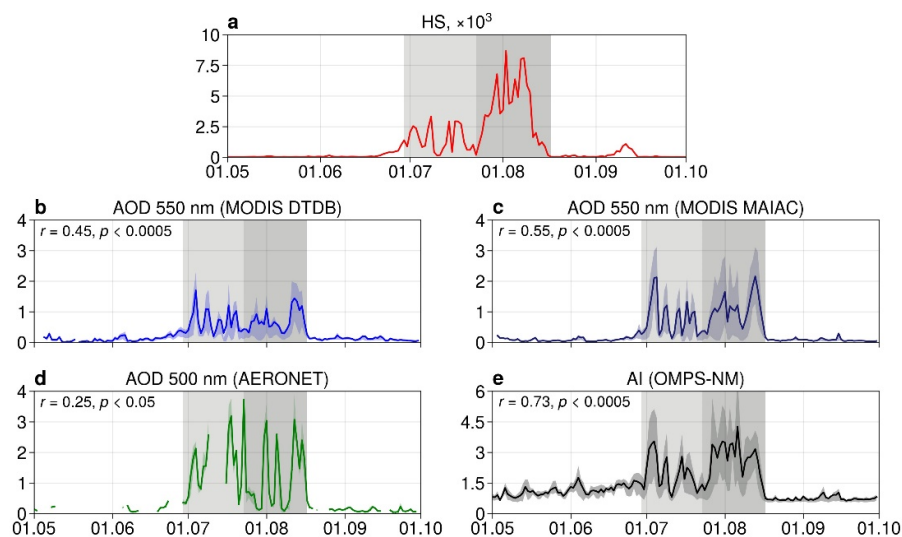 a
HS, ×10³
10
7.5
5
2.5
0
01.05 01.06 01.07 01.08 01.09 01.10
b
AOD 550 nm (MODIS DTDB)
r = 0.45, p < 0.0005
4
3
2
1
0
01.05 01.06 01.07 01.08 01.09 01.10
c
AOD 550 nm (MODIS MAIAC)
r = 0.55, p < 0.0005
4
3
2
1
0
01.05 01.06 01.07 01.08 01.09 01.10
d
AOD 500 nm (AERONET)
r = 0.25, p < 0.05
4
3
2
1
0
01.05 01.06 01.07 01.08 01.09 01.10
e
AI (OMPS-NM)
r = 0.73, p < 0.0005
6
4.5
3
1.5
0
01.05 01.06 01.07 01.08 01.09 01.10